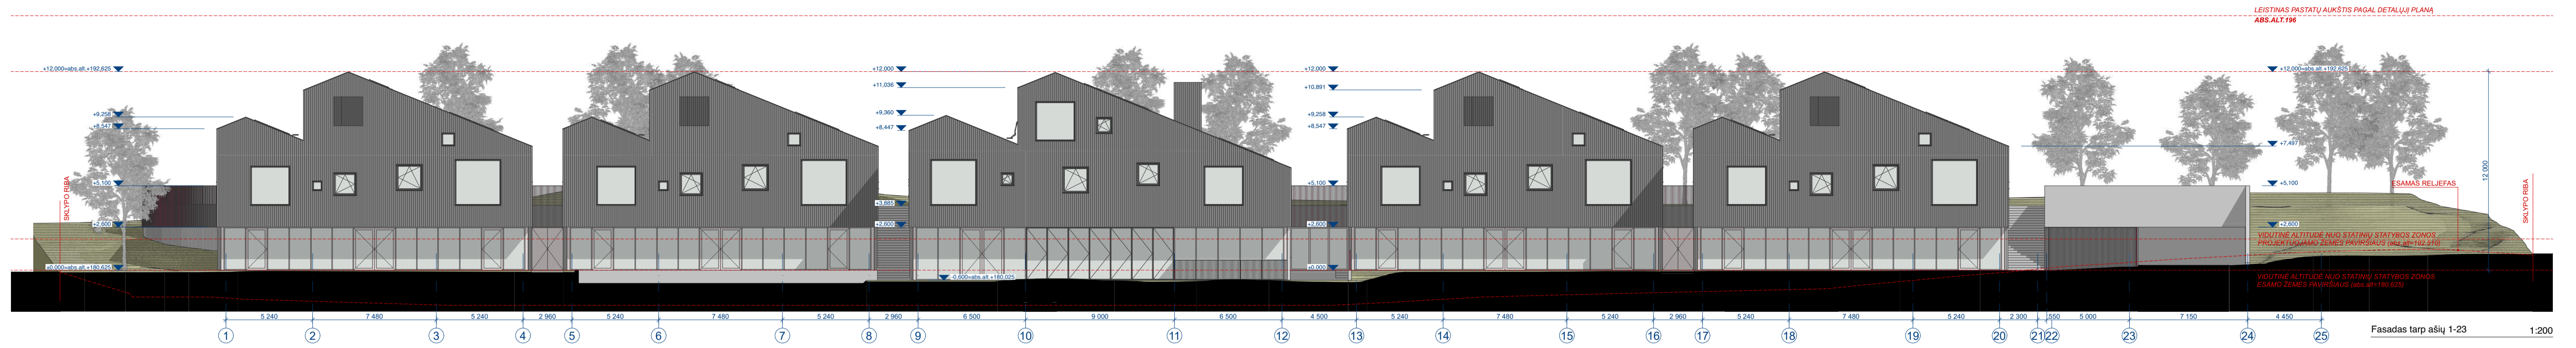 LEISTINAS PASTATŲ AUKŠTIS PAGAL DETALŲJĮ PLANĄ
ABS.ALT.196
+12,000=abs.alt.+192,625
+12,000
+12,000
+12,000=abs.alt.+192,625
+11,036
+10,891
+9,258
+9,360
+9,258
+8,547
+8,447
+8,547
+7,497
+5,100
+5,100
+5,100
12 000
SKLYPO RIBA
ESAMAS RELJEFAS
SKLYPO RIBA
+3,885
+2,600
+2,600
+2,600
+2,600
VIDUTINĖ ALTITUDĖ NUO STATINIŲ STATYBOS ZONOS
PROJEKTUOJAMO ŽEMĖS PAVIRŠIAUS (abs.alt=182.510)
±0,000=abs.alt.+180,625
-0,600=abs.alt.+180,025
±0,000
VIDUTINĖ ALTITUDĖ NUO STATINIŲ STATYBOS ZONOS
ESAMO ŽEMĖS PAVIRŠIAUS (abs.alt=180.625)
5 240 7 480 5 240 2 960 5 240 7 480 5 240 2 960 6 500 9 000 6 500 4 500 5 240 7 480 5 240 2 960 5 240 7 480 5 240 2 300 550 5 000 7 150 4 450
1 2 3 4 5 6 7 8 9 10 11 12 13 14 15 16 17 18 19 20 21 22 23 24 25
Fasadas tarp ašių 1-23 1:200